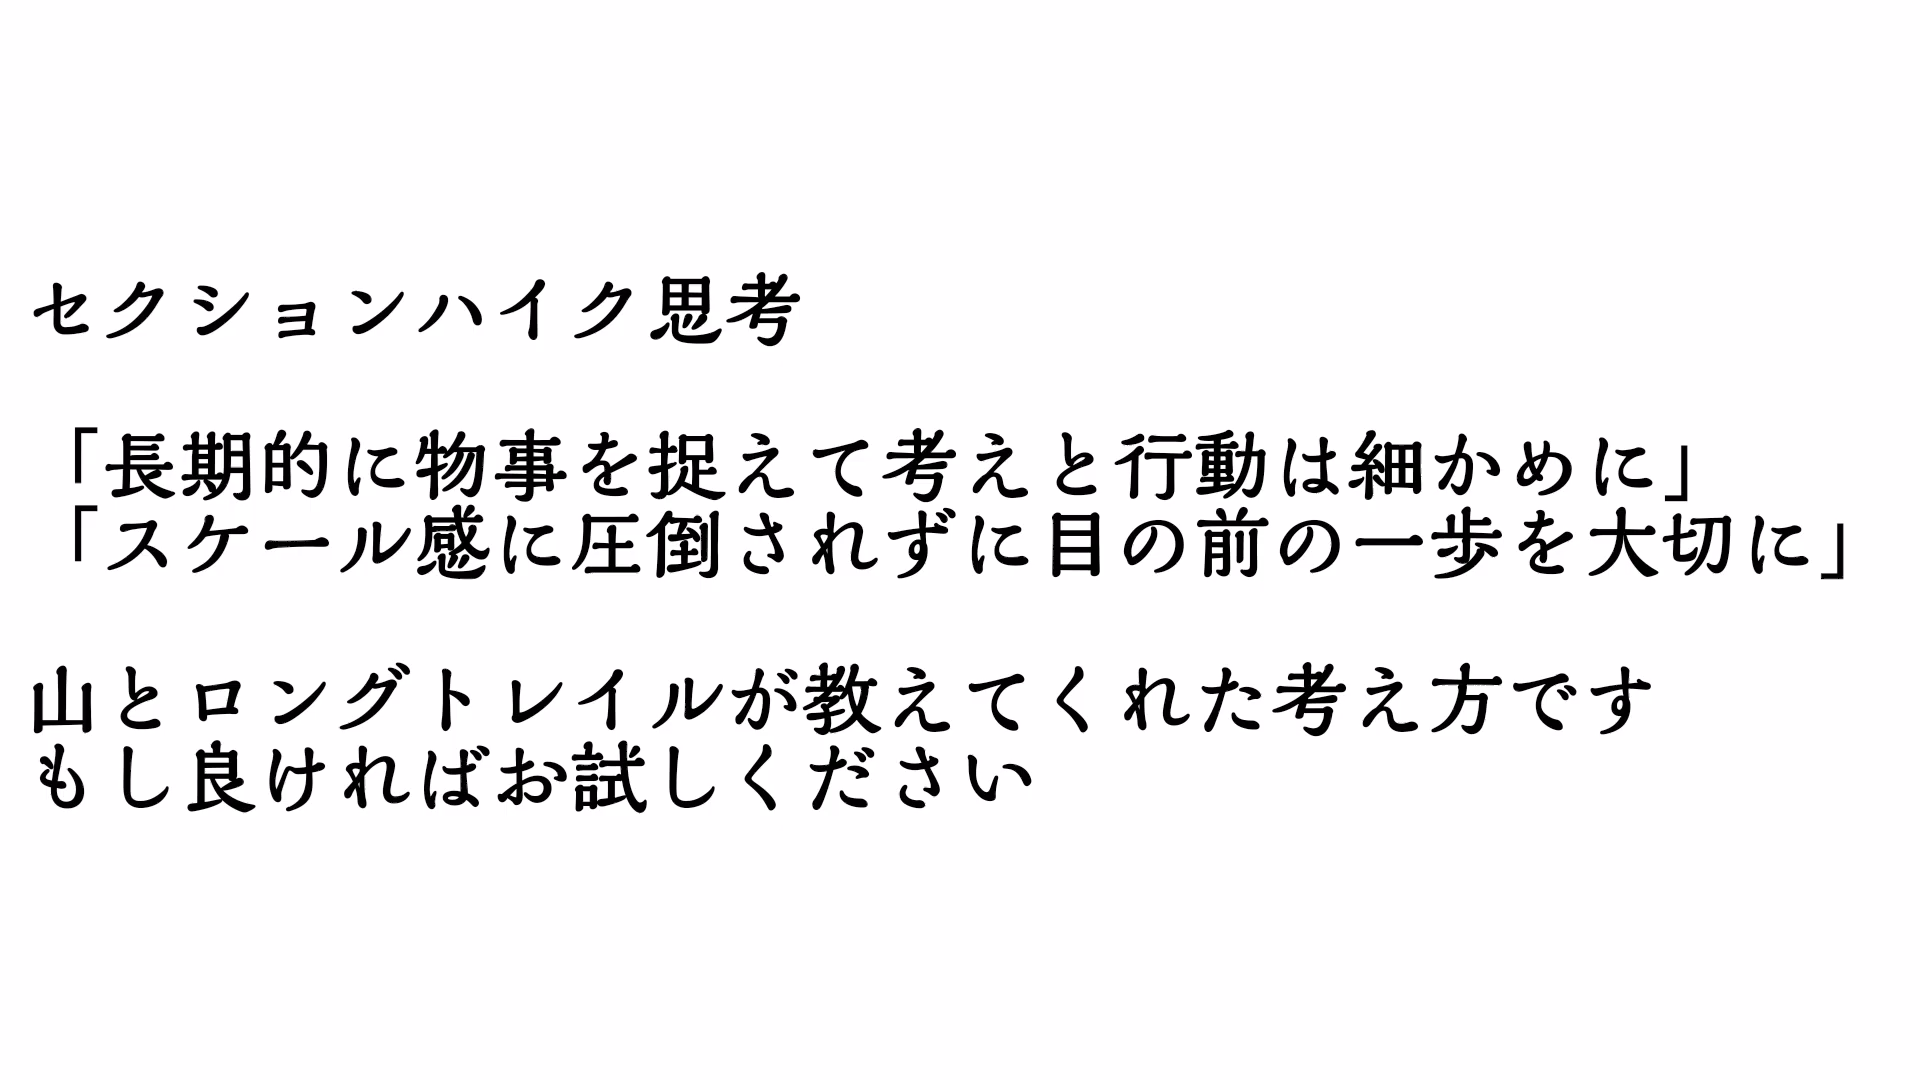 セクションハイク思考
「長期的に物事を捉えて考えと行動は細かめに」
「スケール感に圧倒されずに目の前の一歩を大切に」
山とロングトレイルが教えてくれた考え方です
もし良ければお試しください